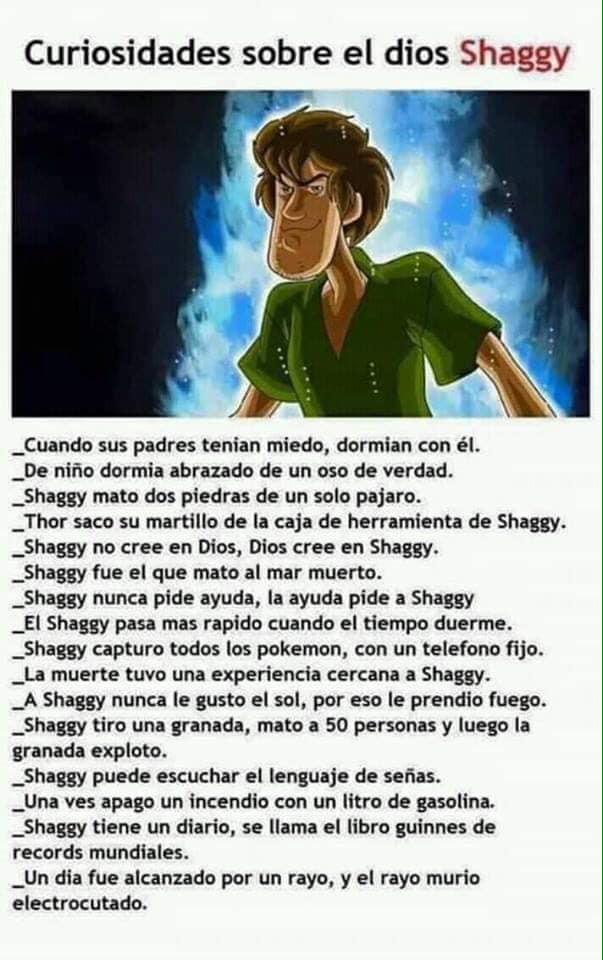 Curiosidades sobre el dios Shaggy
_Cuando sus padres tenian miedo, dormian con él.
_De niño dormia abrazado de un oso de verdad.
_Shaggy mato dos piedras de un solo pajaro.
_Thor saco su martillo de la caja de herramienta de Shaggy.
_Shaggy no cree en Dios, Dios cree en Shaggy.
_Shaggy fue el que mato al mar muerto.
_Shaggy nunca pide ayuda, la ayuda pide a Shaggy
_El Shaggy pasa mas rapido cuando el tiempo duerme.
_Shaggy capturo todos los pokemon, con un telefono fijo.
_La muerte tuvo una experiencia cercana a Shaggy.
_A Shaggy nunca le gusto el sol, por eso le prendio fuego.
_Shaggy tiro una granada, mato a 50 personas y luego la
granada exploto.
_Shaggy puede escuchar el lenguaje de señas.
_Una ves apago un incendio con un litro de gasolina.
_Shaggy tiene un diario, se llama el libro guinnes de
records mundiales.
_Un dia fue alcanzado por un rayo, y el rayo murio
electrocutado.